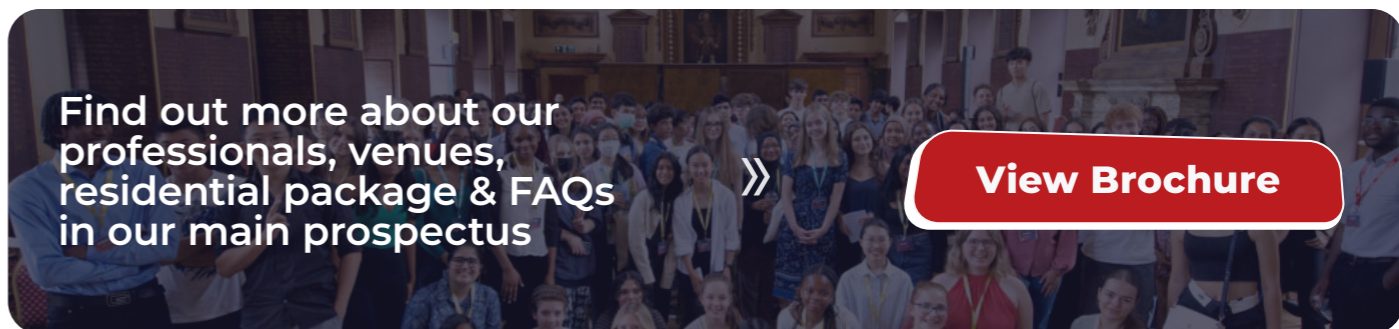 Find out more about our
professionals, venues,
residential package & FAQs
in our main prospectus
»
View Brochure